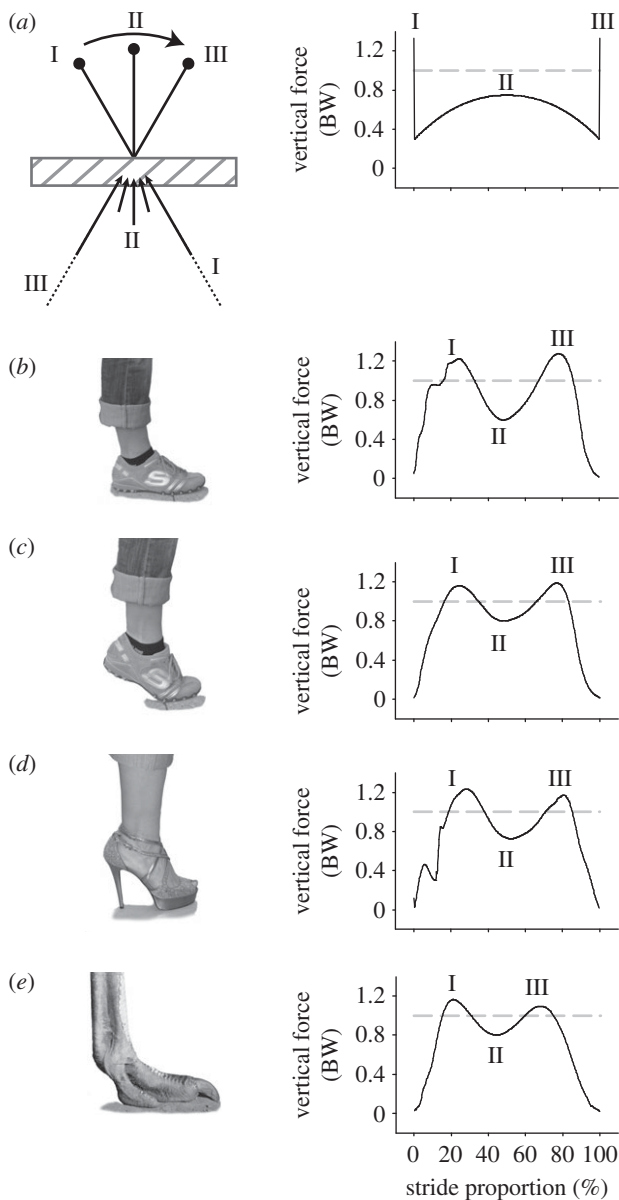 (a)
I
II
III
II
I
III
vertical force
(BW)
1.2
0.8
0.4
0
I
II
III
(b)
S
vertical force
(BW)
1.2
0.8
0.4
0
I
II
III
(c)
S
vertical force
(BW)
1.2
0.8
0.4
0
I
II
III
(d)
vertical force
(BW)
1.2
0.8
0.4
0
I
II
III
(e)
vertical force
(BW)
1.2
0.8
0.4
0
I
II
III
0 20 40 60 80 100
stride proportion (%)